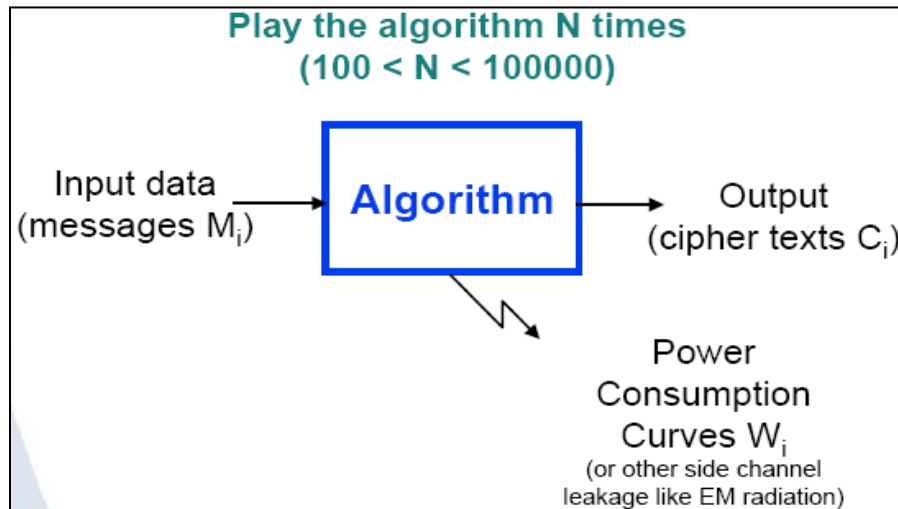 Play the algorithm N times
(100 < N < 100000)
Input data
(messages Mᵢ)
Algorithm
Output
(cipher texts Cᵢ)
Power
Consumption
Curves Wᵢ
(or other side channel
leakage like EM radiation)